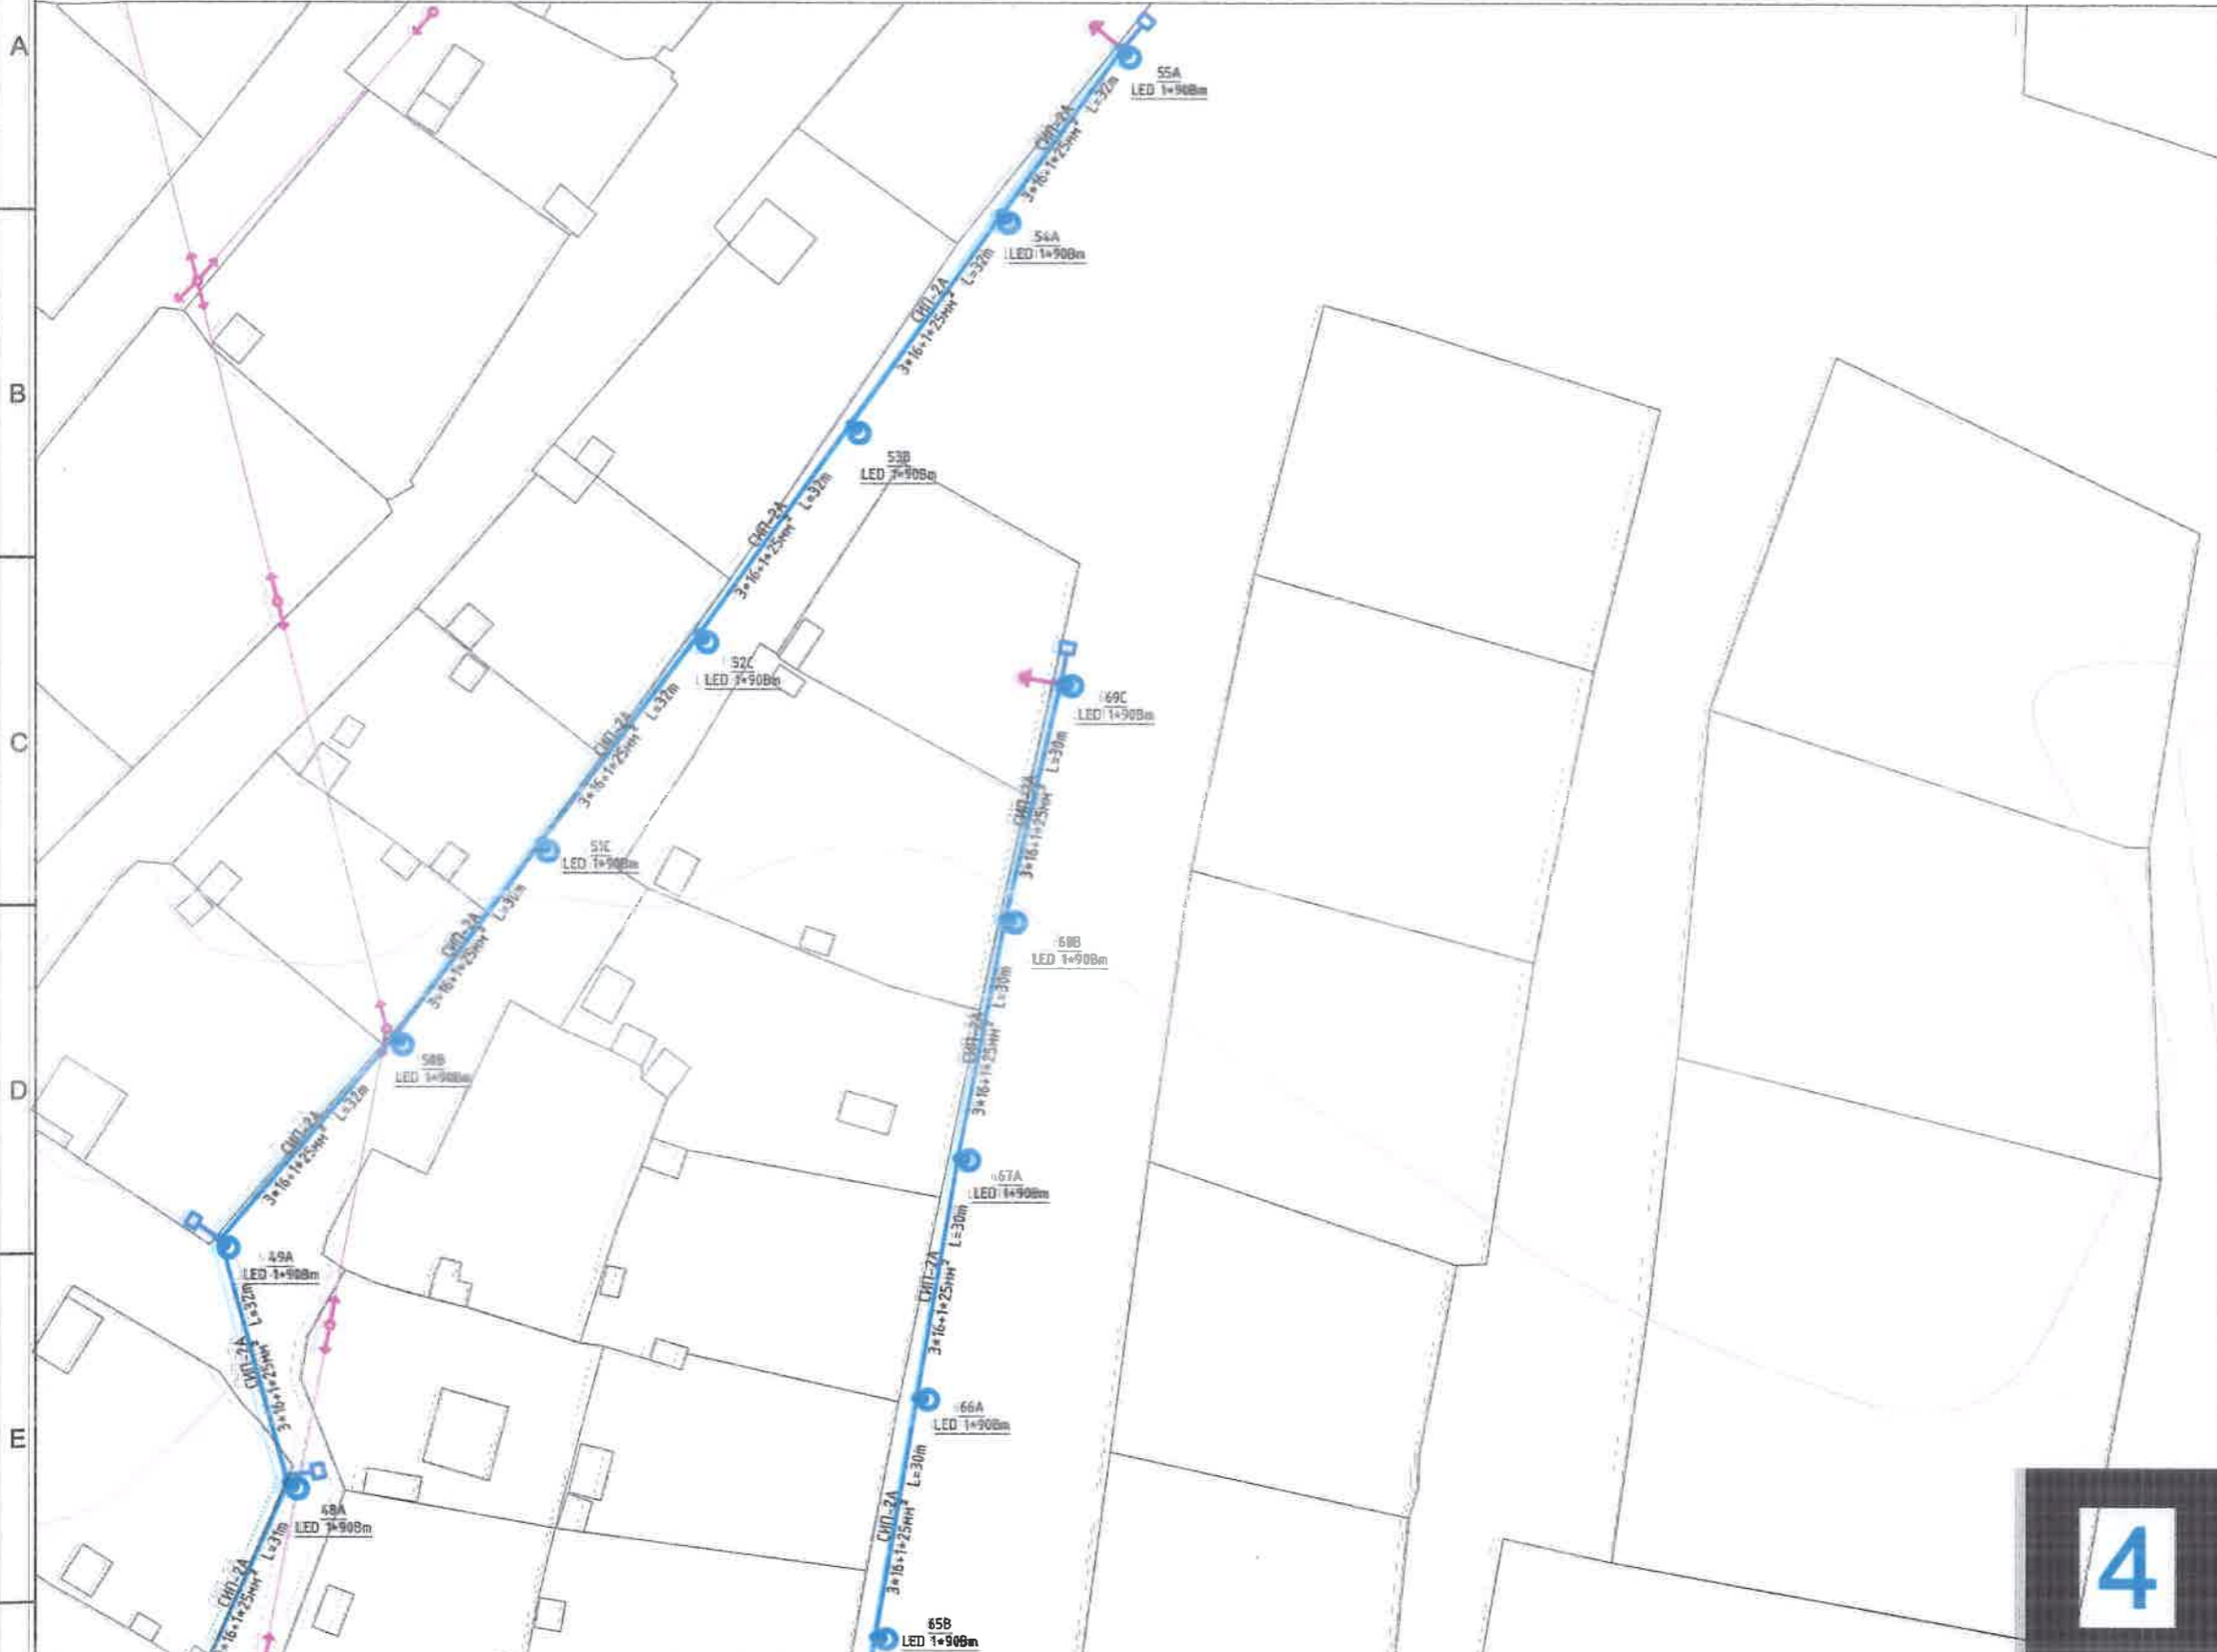 A
55A
LED 1*90Вт
L=32m
СИП-2А
3*16+1*25мм²
54A
LED 1*90Вт
L=32m
СИП-2А
3*16+1*25мм²
B
53B
LED 1*90Вт
L=32m
СИП-2А
3*16+1*25мм²
52C
LED 1*90Вт
L=32m
СИП-2А
3*16+1*25мм²
69C
LED 1*90Вт
C
L=30m
СИП-2А
3*16+1*25мм²
51C
LED 1*90Вт
L=30m
СИП-2А
3*16+1*25мм²
68B
LED 1*90Вт
L=30m
СИП-2А
3*16+1*25мм²
50B
LED 1*90Вт
D
L=32m
СИП-2А
3*16+1*25мм²
67A
LED 1*90Вт
L=30m
СИП-2А
3*16+1*25мм²
49A
LED 1*90Вт
L=32m
СИП-2А
3*16+1*25мм²
66A
LED 1*90Вт
E
L=30m
СИП-2А
3*16+1*25мм²
48A
LED 1*90Вт
L=31m
СИП-2А
*16+1*25мм²
4
65B
LED 1*90Вт